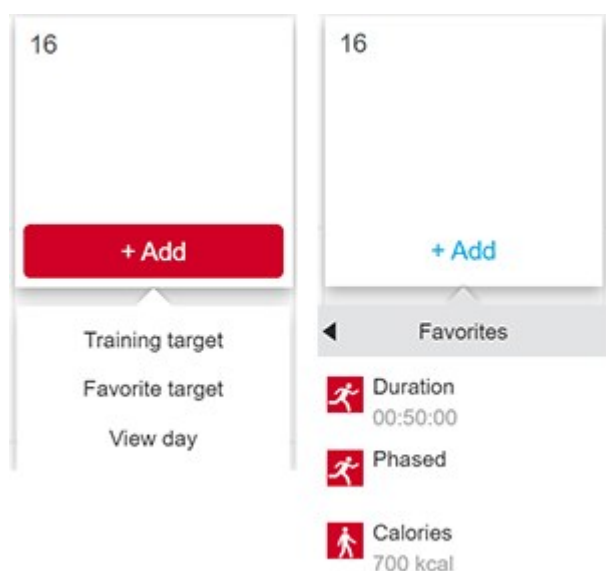 16
+ Add
Training target
Favorite target
View day
16
+ Add
Favorites
Duration
00:50:00
Phased
Calories
700 kcal